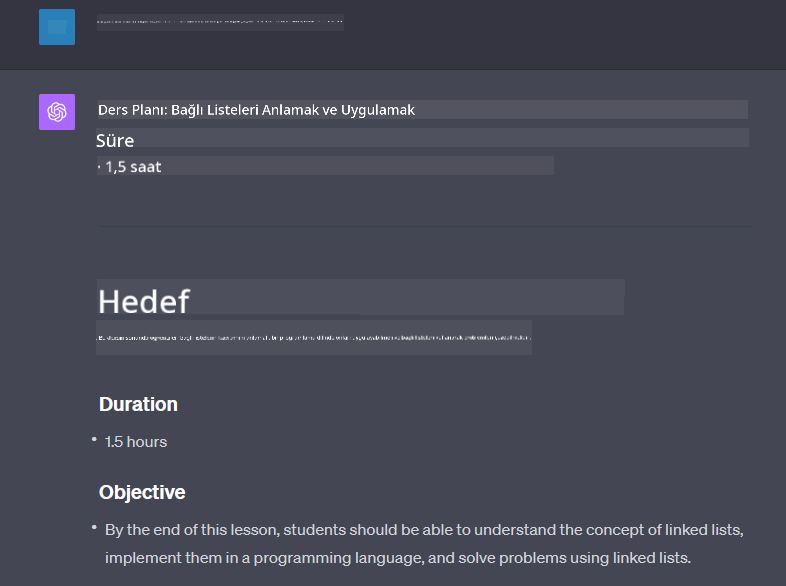 Ders Planı: Bağlı Listeleri Anlamak ve Uygulamak
Süre
· 1,5 saat
Hedef
Duration
• 1.5 hours
Objective
• By the end of this lesson, students should be able to understand the concept of linked lists,
implement them in a programming language, and solve problems using linked lists.